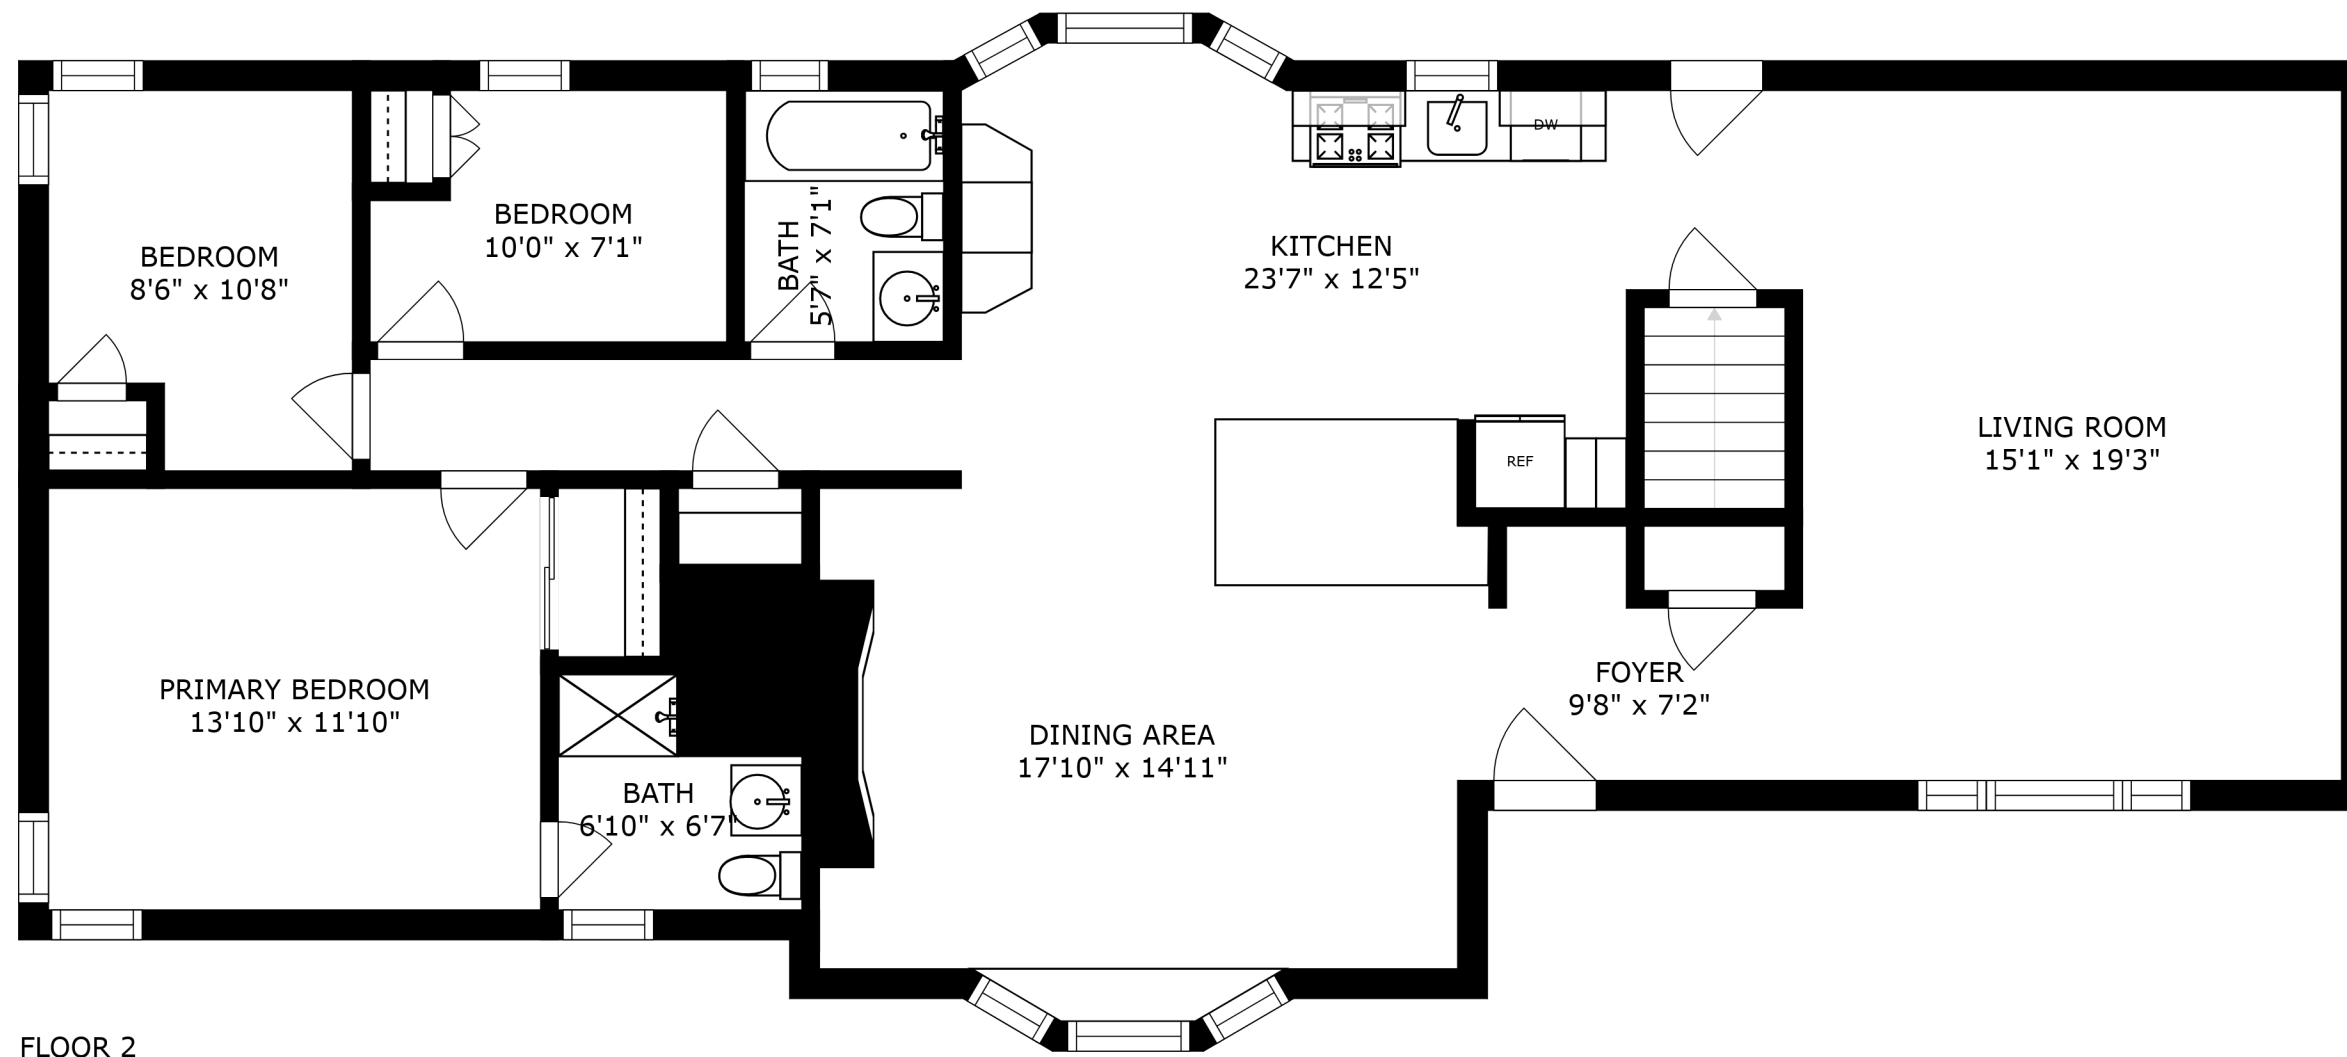 DW
BEDROOM
10'0" x 7'1"
BATH
5'7" x 7'1"
KITCHEN
23'7" x 12'5"
BEDROOM
8'6" x 10'8"
LIVING ROOM
15'1" x 19'3"
REF
FOYER
9'8" x 7'2"
PRIMARY BEDROOM
13'10" x 11'10"
DINING AREA
17'10" x 14'11"
BATH
6'10" x 6'7"
FLOOR 2